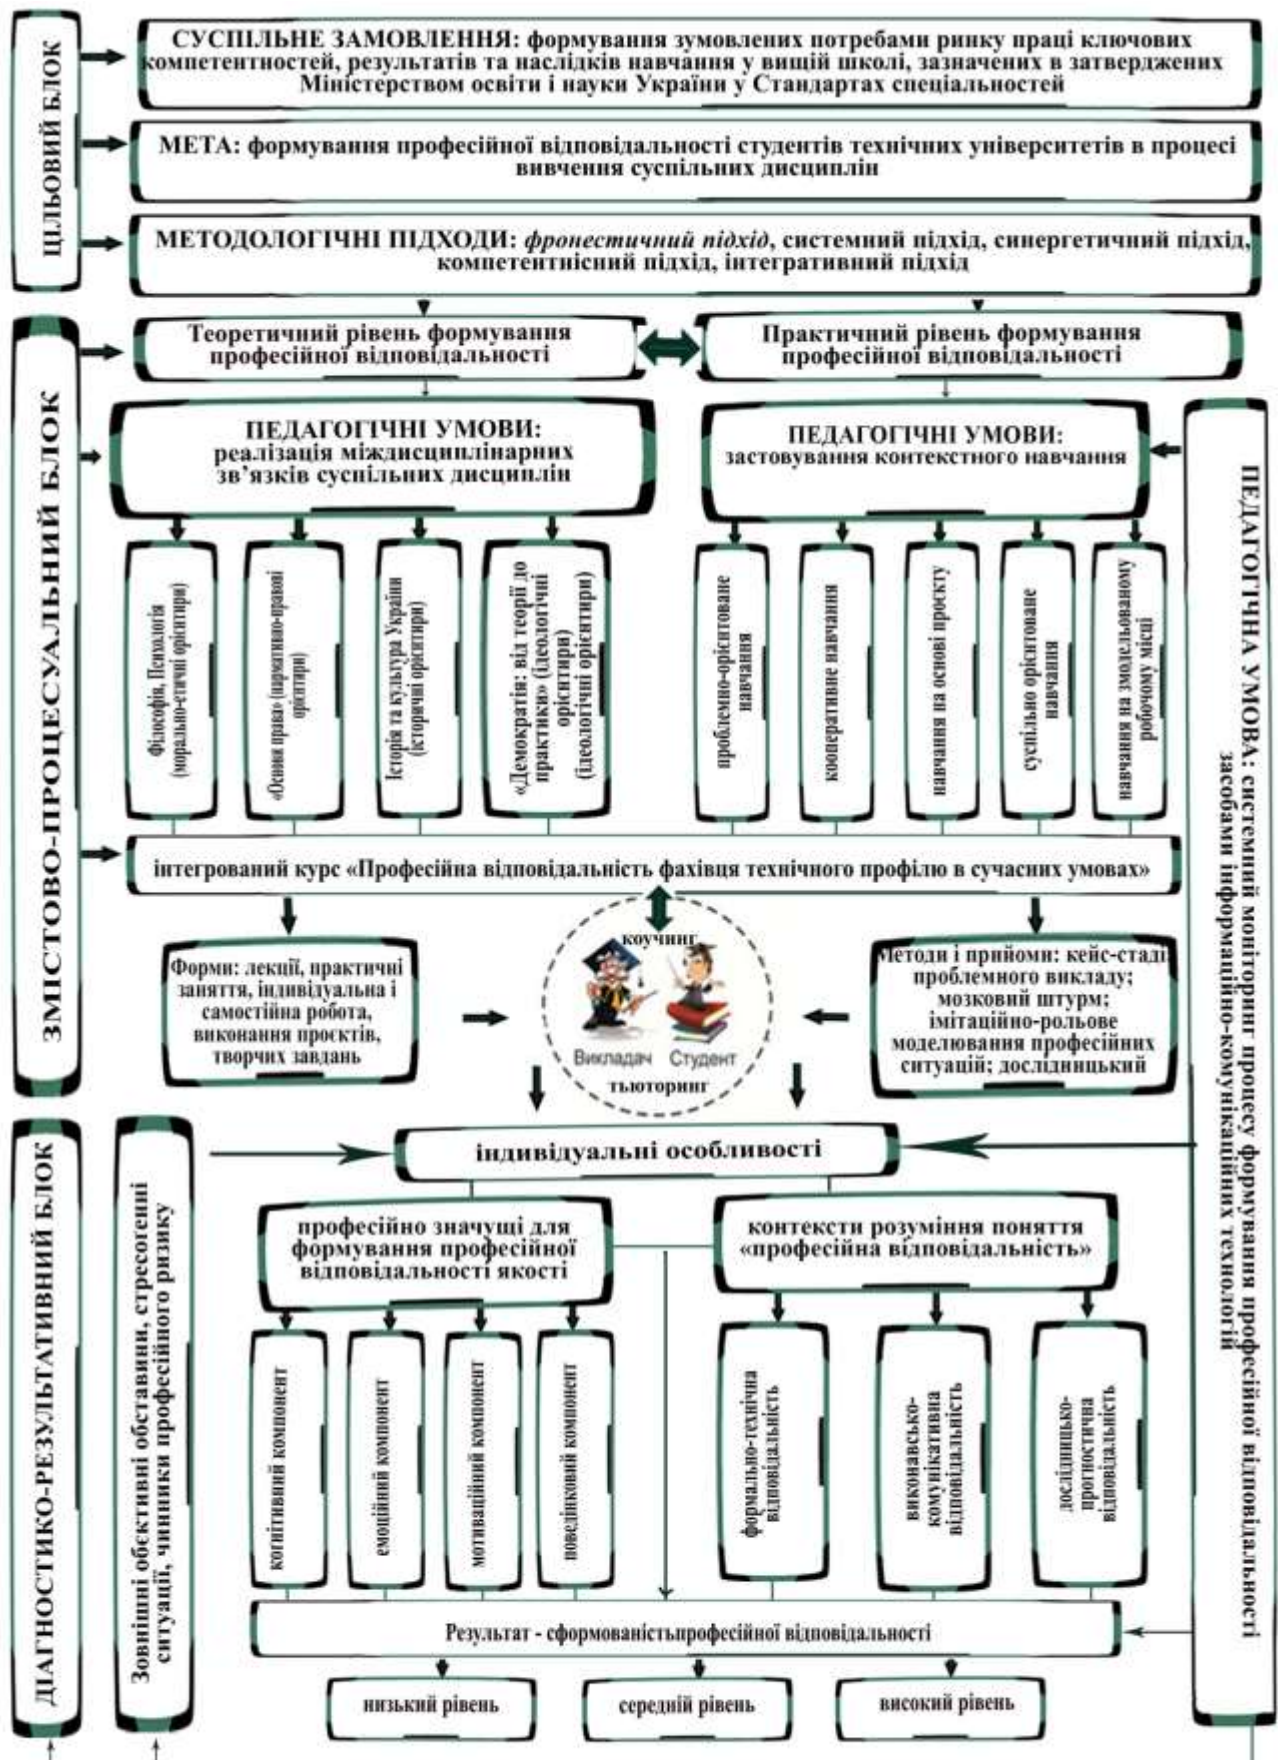 ЦІЛЬОВИЙ БЛОК
СУСПІЛЬНЕ ЗАМОВЛЕННЯ: формування зумовлених потребами ринку праці ключових
компетентностей, результатів та наслідків навчання у вищій школі, зазначених в затверджених
Міністерством освіти і науки України у Стандартах спеціальностей
МЕТА: формування професійної відповідальності студентів технічних університетів в процесі
вивчення суспільних дисциплін
МЕТОДОЛОГІЧНІ ПІДХОДИ: фронестичний підхід, системний підхід, синергетичний підхід,
компетентнісний підхід, інтегративний підхід
ЗМІСТОВО-ПРОЦЕСУАЛЬНИЙ БЛОК
Теоретичний рівень формування
професійної відповідальності
Практичний рівень формування
професійної відповідальності
ПЕДАГОГІЧНІ УМОВИ:
реалізація міждисциплінарних
зв’язків суспільних дисциплін
ПЕДАГОГІЧНІ УМОВИ:
застовування контекстного навчання
ПЕДАГОГІЧНА УМОВА: системний моніторинг процесу формування професійної відповідальності
засобами інформаційно-комунікаційних технологій
Філософія, Психологія
(морально-етичні орієнтири)
«Основи права» (нармативно-правові
орієнтири)
Історія та культура України
(історичні орієнтири)
«Демократія: від теорії до
практики» (ідеологічні
орієнтири)
(ідеологічні орієнтири)
проблемно-орієнтоване
навчання
кооперативне навчання
навчання на основі проєкту
суспільно орієнтоване
навчання
навчання на змодельованому
робочому місці
інтегрований курс «Професійна відповідальність фахівця технічного профілю в сучасних умовах»
Форми: лекції, практичні
заняття, індивідуальна і
самостійна робота,
виконання проєктів,
творчих завдань
коучинг
Викладач Студент
тьюторинг
Методи і прийоми: кейс-стаді;
проблемного викладу;
мозковий штурм;
імітаційно-рольове
моделювання професійних
ситуацій; дослідницький
ДІАГНОСТИКО-РЕЗУЛЬТАТИВНИЙ БЛОК
Зовнішні обєктивні обставини, стресогенні
ситуації, чинники професійного ризику
індивідуальні особливості
професійно значущі для
формування професійної
відповідальності якості
контексти розуміння поняття
«професійна відповідальність»
когнітивний компонент
емоційний компонент
мотиваційний компонент
поведінковий компонент
формально-технічна
відповідальність
виконавсько-
комунікативна
відповідальність
дослідницько-
прогностична
відповідальність
Результат - сформованістьпрофесійної відповідальності
низький рівень
середній рівень
високий рівень